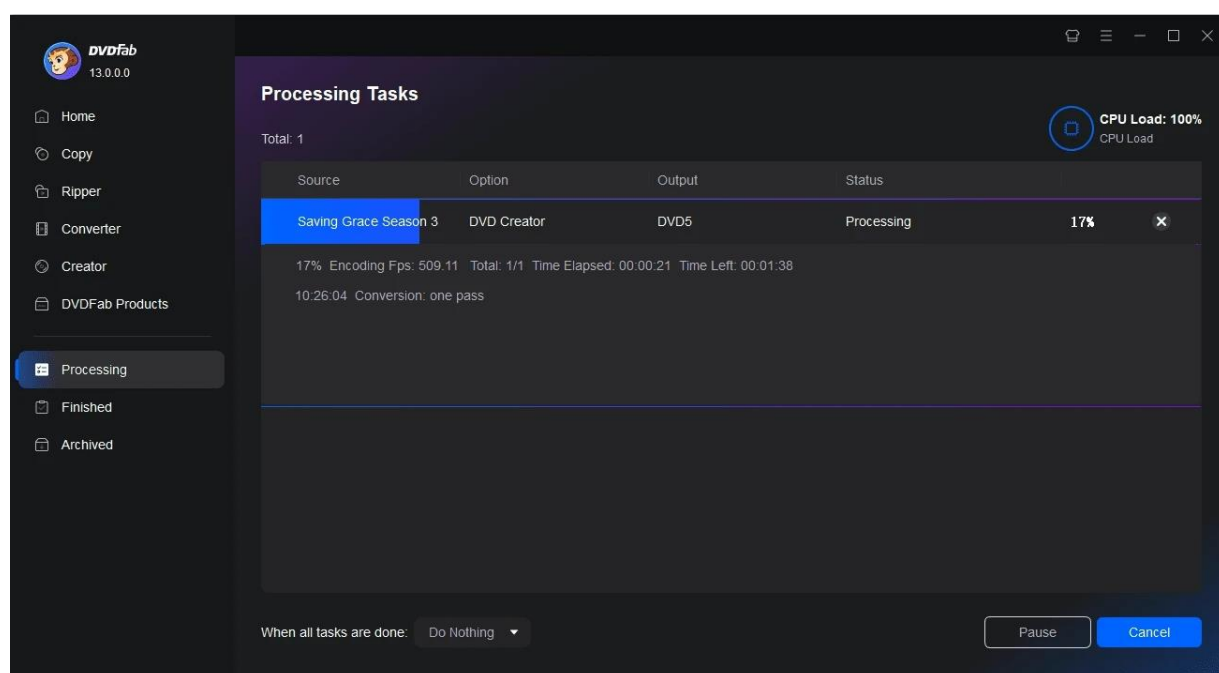 DVDFab
13.0.0.0
Home
Copy
Ripper
Converter
Creator
DVDFab Products
Processing
Finished
Archived
Processing Tasks
Total: 1
CPU Load: 100%
CPU Load
Source Option Output Status
Saving Grace Season 3 DVD Creator DVD5 Processing 17%
17% Encoding Fps: 509.11 Total: 1/1 Time Elapsed: 00:00:21 Time Left: 00:01:38
10:26:04 Conversion: one pass
When all tasks are done: Do Nothing
Pause Cancel